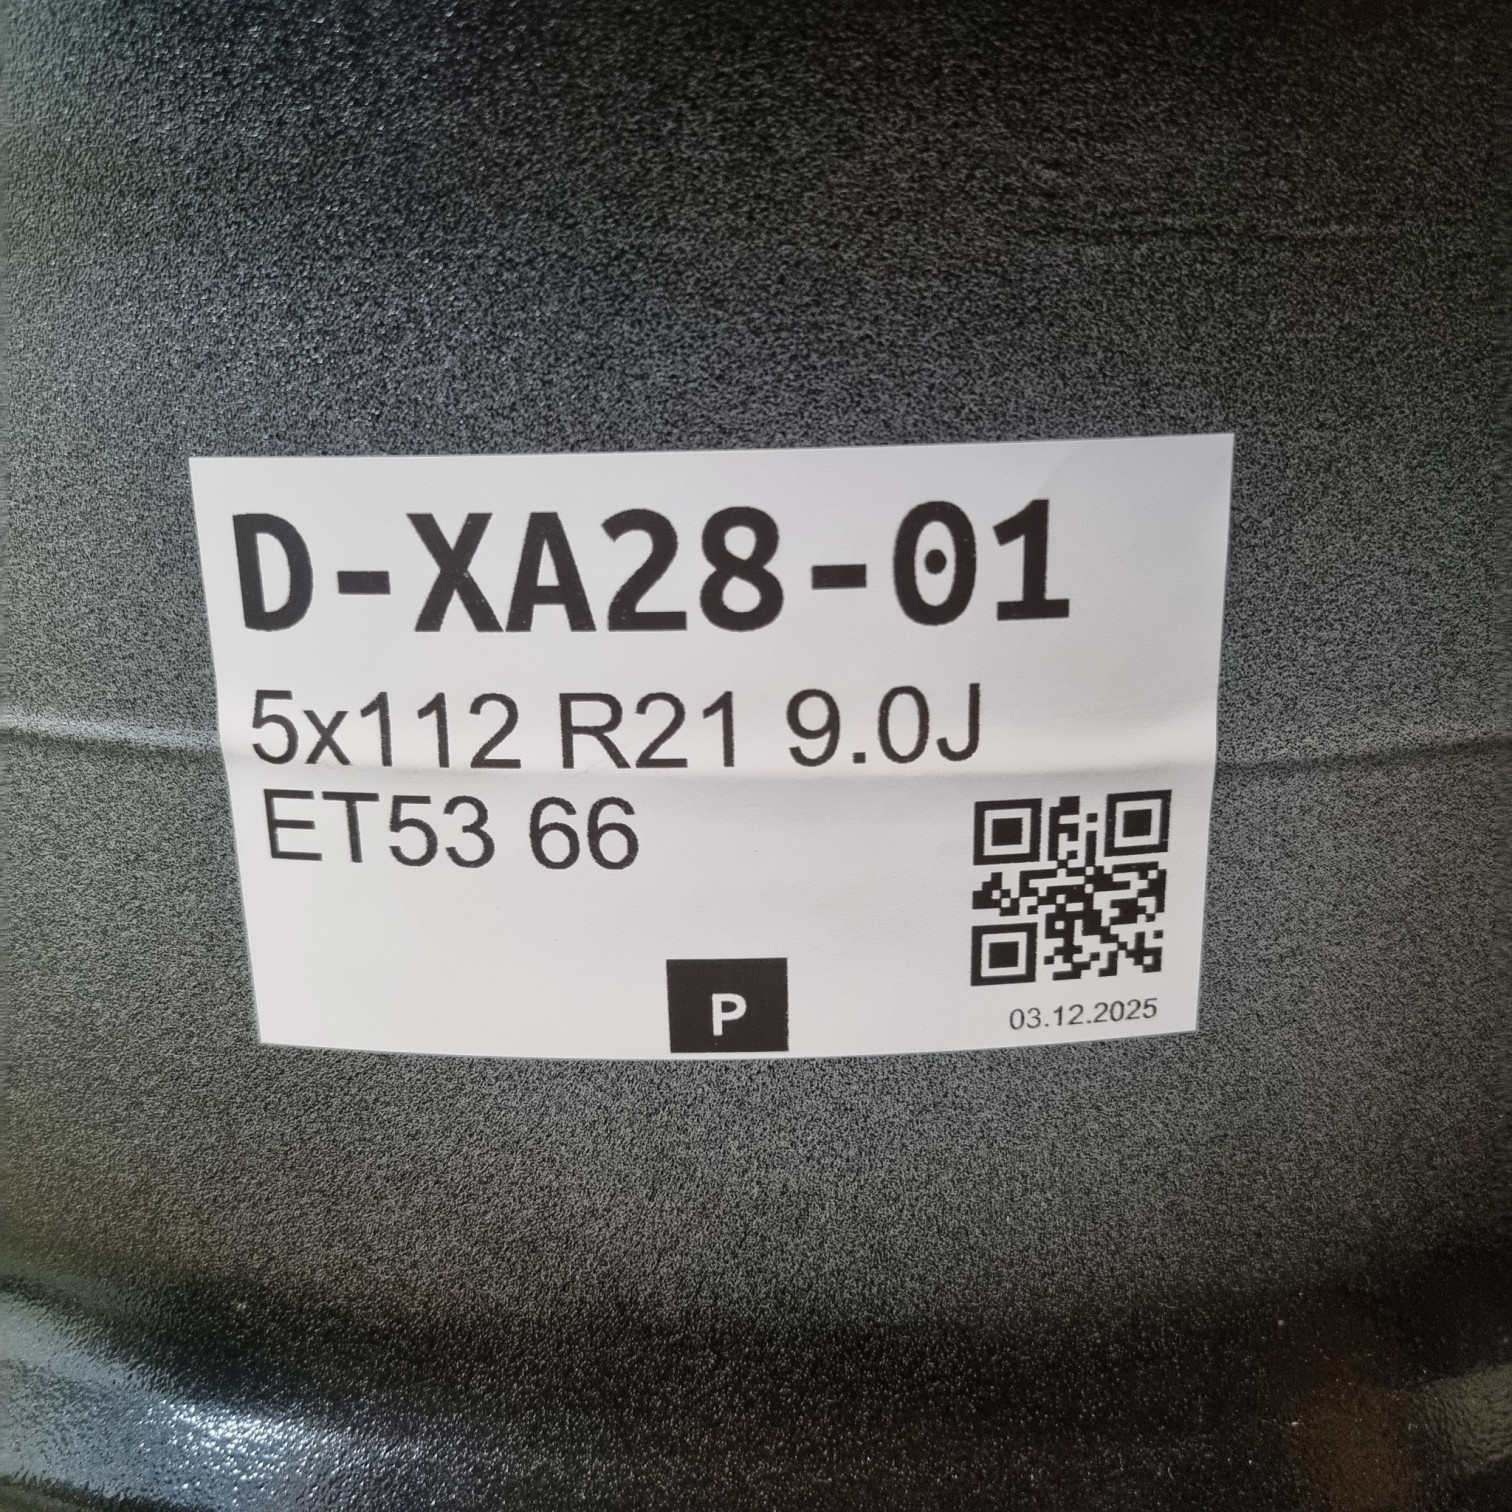 D-XA28-01
5x112 R21 9.0J
ET53 66
P
03.12.2025